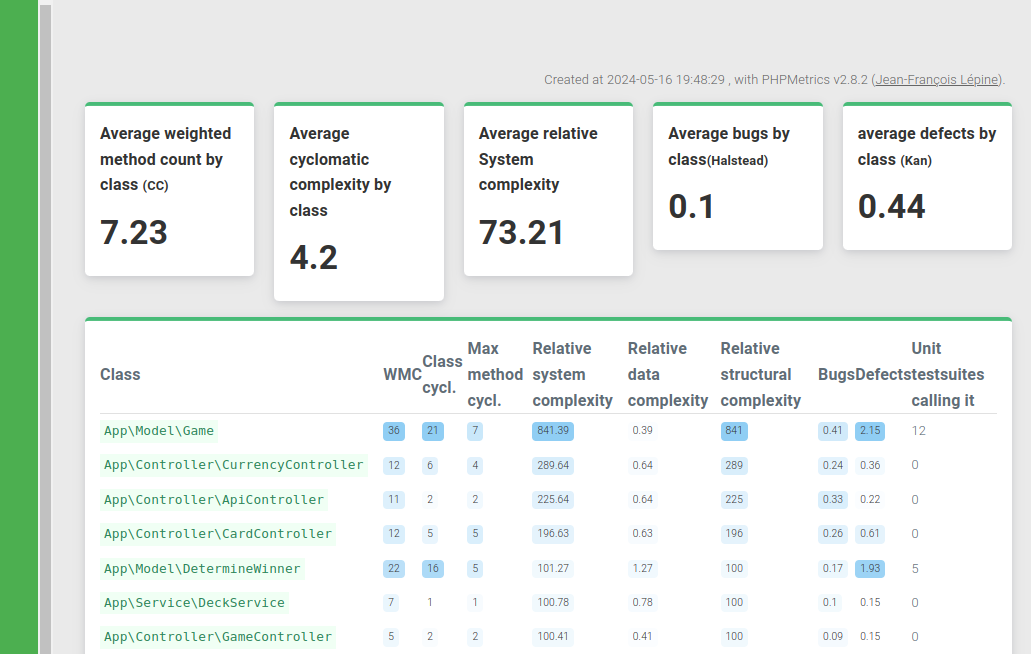 Created at 2024-05-16 19:48:29 , with PHPMetrics v2.8.2 (Jean-François Lépine).
Average weighted
method count by
class (CC)
7.23
Average
cyclomatic
complexity by
class
4.2
Average relative
System
complexity
73.21
Average bugs by
class(Halstead)
0.1
average defects by
class (Kan)
0.44
Class
WMC
Class
cycl.
Max
method
cycl.
Relative
system
complexity
Relative
data
complexity
Relative
structural
complexity
Bugs
Defects
Unit
testsuites
calling it
App\Model\Game 36 21 7 841.39 0.39 841 0.41 2.15 12
App\Controller\CurrencyController 12 6 4 289.64 0.64 289 0.24 0.36 0
App\Controller\ApiController 11 2 2 225.64 0.64 225 0.33 0.22 0
App\Controller\CardController 12 5 5 196.63 0.63 196 0.26 0.61 0
App\Model\DetermineWinner 22 16 5 101.27 1.27 100 0.17 1.93 5
App\Service\DeckService 7 1 1 100.78 0.78 100 0.1 0.15 0
App\Controller\GameController 5 2 2 100.41 0.41 100 0.09 0.15 0